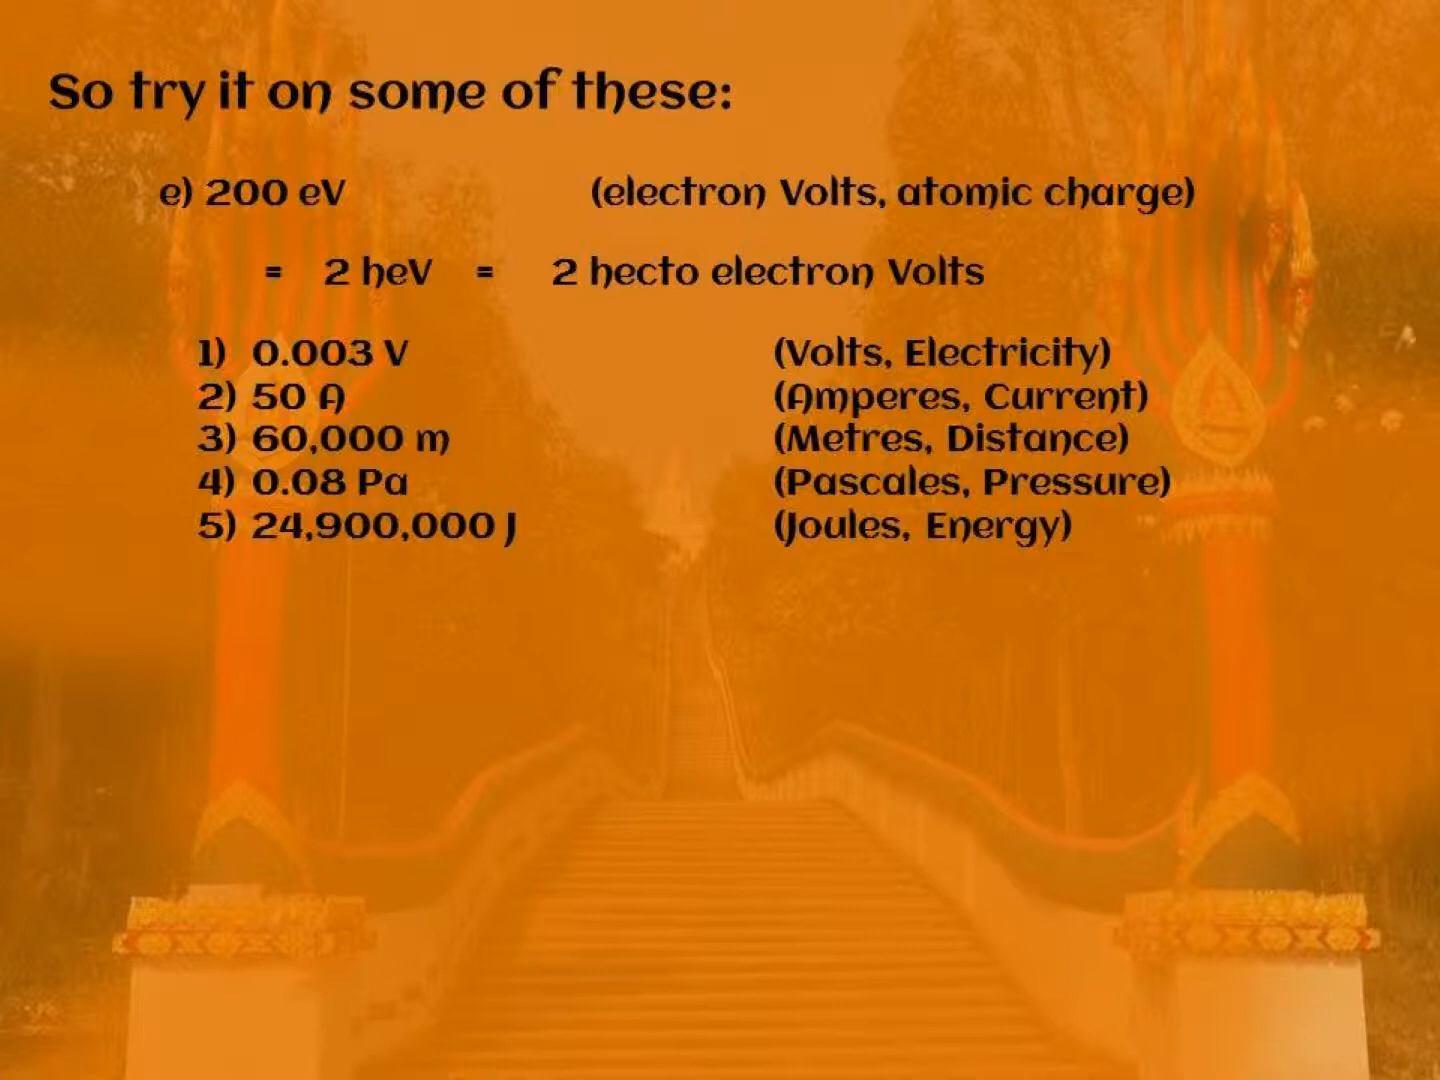 So try it on some of these:
e) 200 eV (electron Volts, atomic charge)
= 2 heV = 2 hecto electron Volts
1) 0.003 V (Volts, Electricity)
2) 50 A (Amperes, Current)
3) 60,000 m (Metres, Distance)
4) 0.08 Pa (Pascales, Pressure)
5) 24,900,000 J (Joules, Energy)